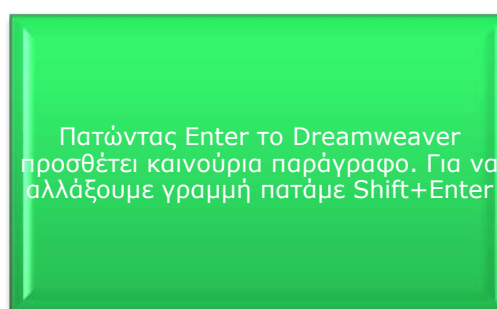 Πατώντας Enter το Dreamweaver
προσθέτει καινούρια παράγραφο. Για να
αλλάξουμε γραμμή πατάμε Shift+Enter